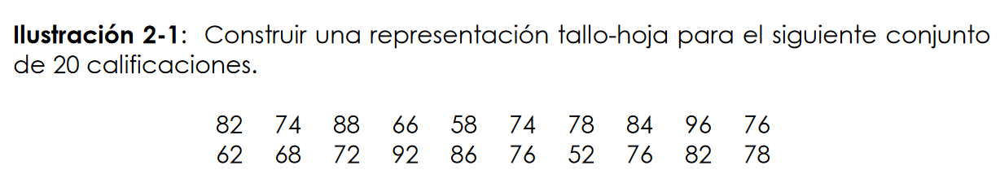 Ilustración 2-1: Construir una representación tallo-hoja para el siguiente conjunto
de 20 calificaciones.
82 74 88 66 58 74 78 84 96 76
62 68 72 92 86 76 52 76 82 78